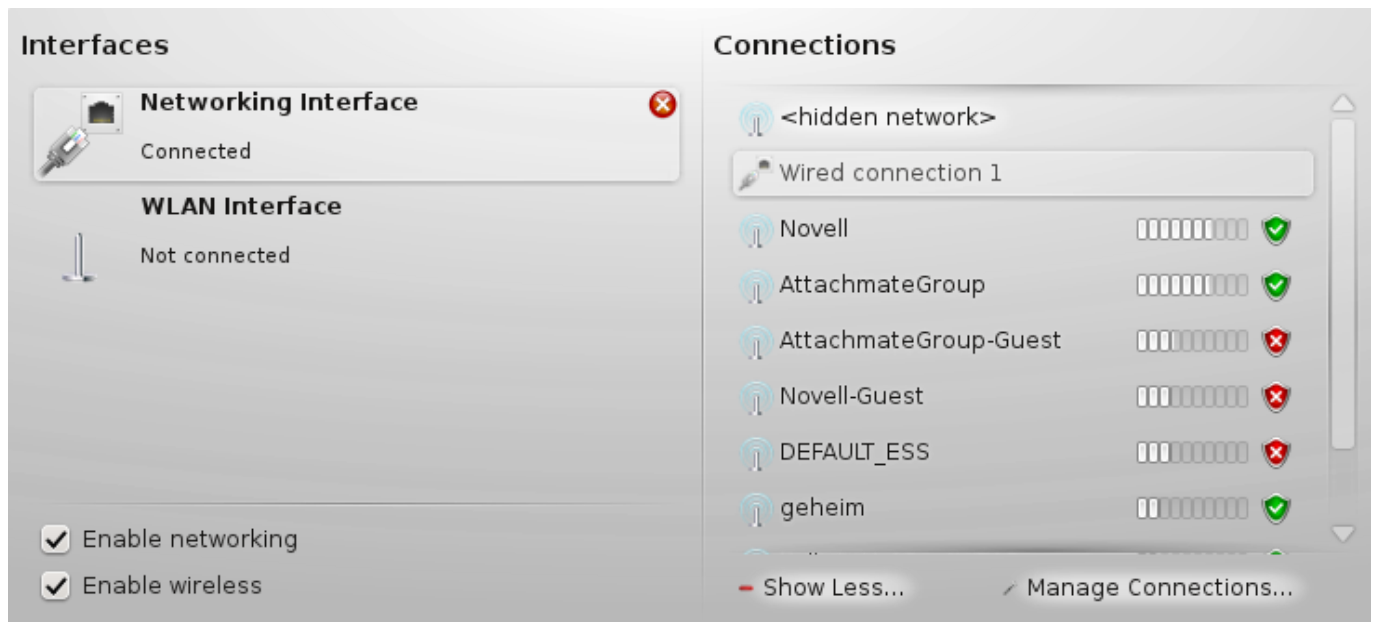 Interfaces
Networking Interface
Connected
WLAN Interface
Not connected
Enable networking
Enable wireless
Connections
<hidden network>
Wired connection 1
Novell
AttachmateGroup
AttachmateGroup-Guest
Novell-Guest
DEFAULT_ESS
geheim
Show Less...
Manage Connections...